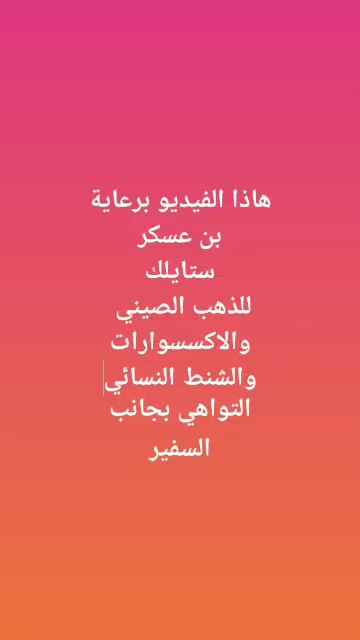 هاذا الفيديو برعاية
بن عسكر
ستايلك
للذهب الصيني
والاكسسوارات
والشنط النسائي
التواهي بجانب
السفير